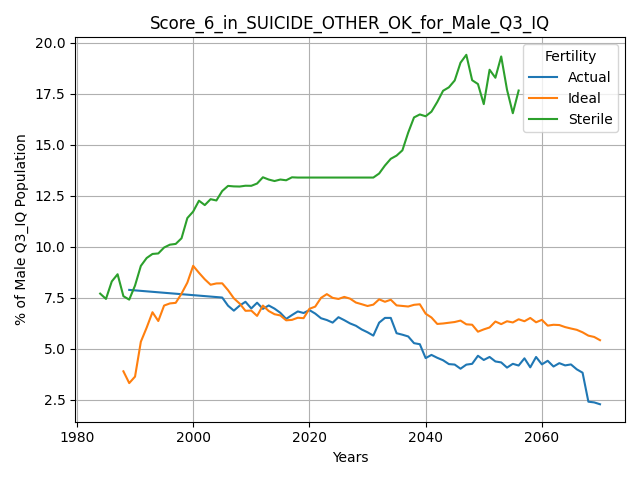 Score_6_in_SUICIDE_OTHER_OK_for_Male_Q3_IQ
% of Male Q3_IQ Population
20.0
17.5
15.0
12.5
10.0
7.5
5.0
2.5
Fertility
Actual
Ideal
Sterile
1980
2000
2020
2040
2060
Years